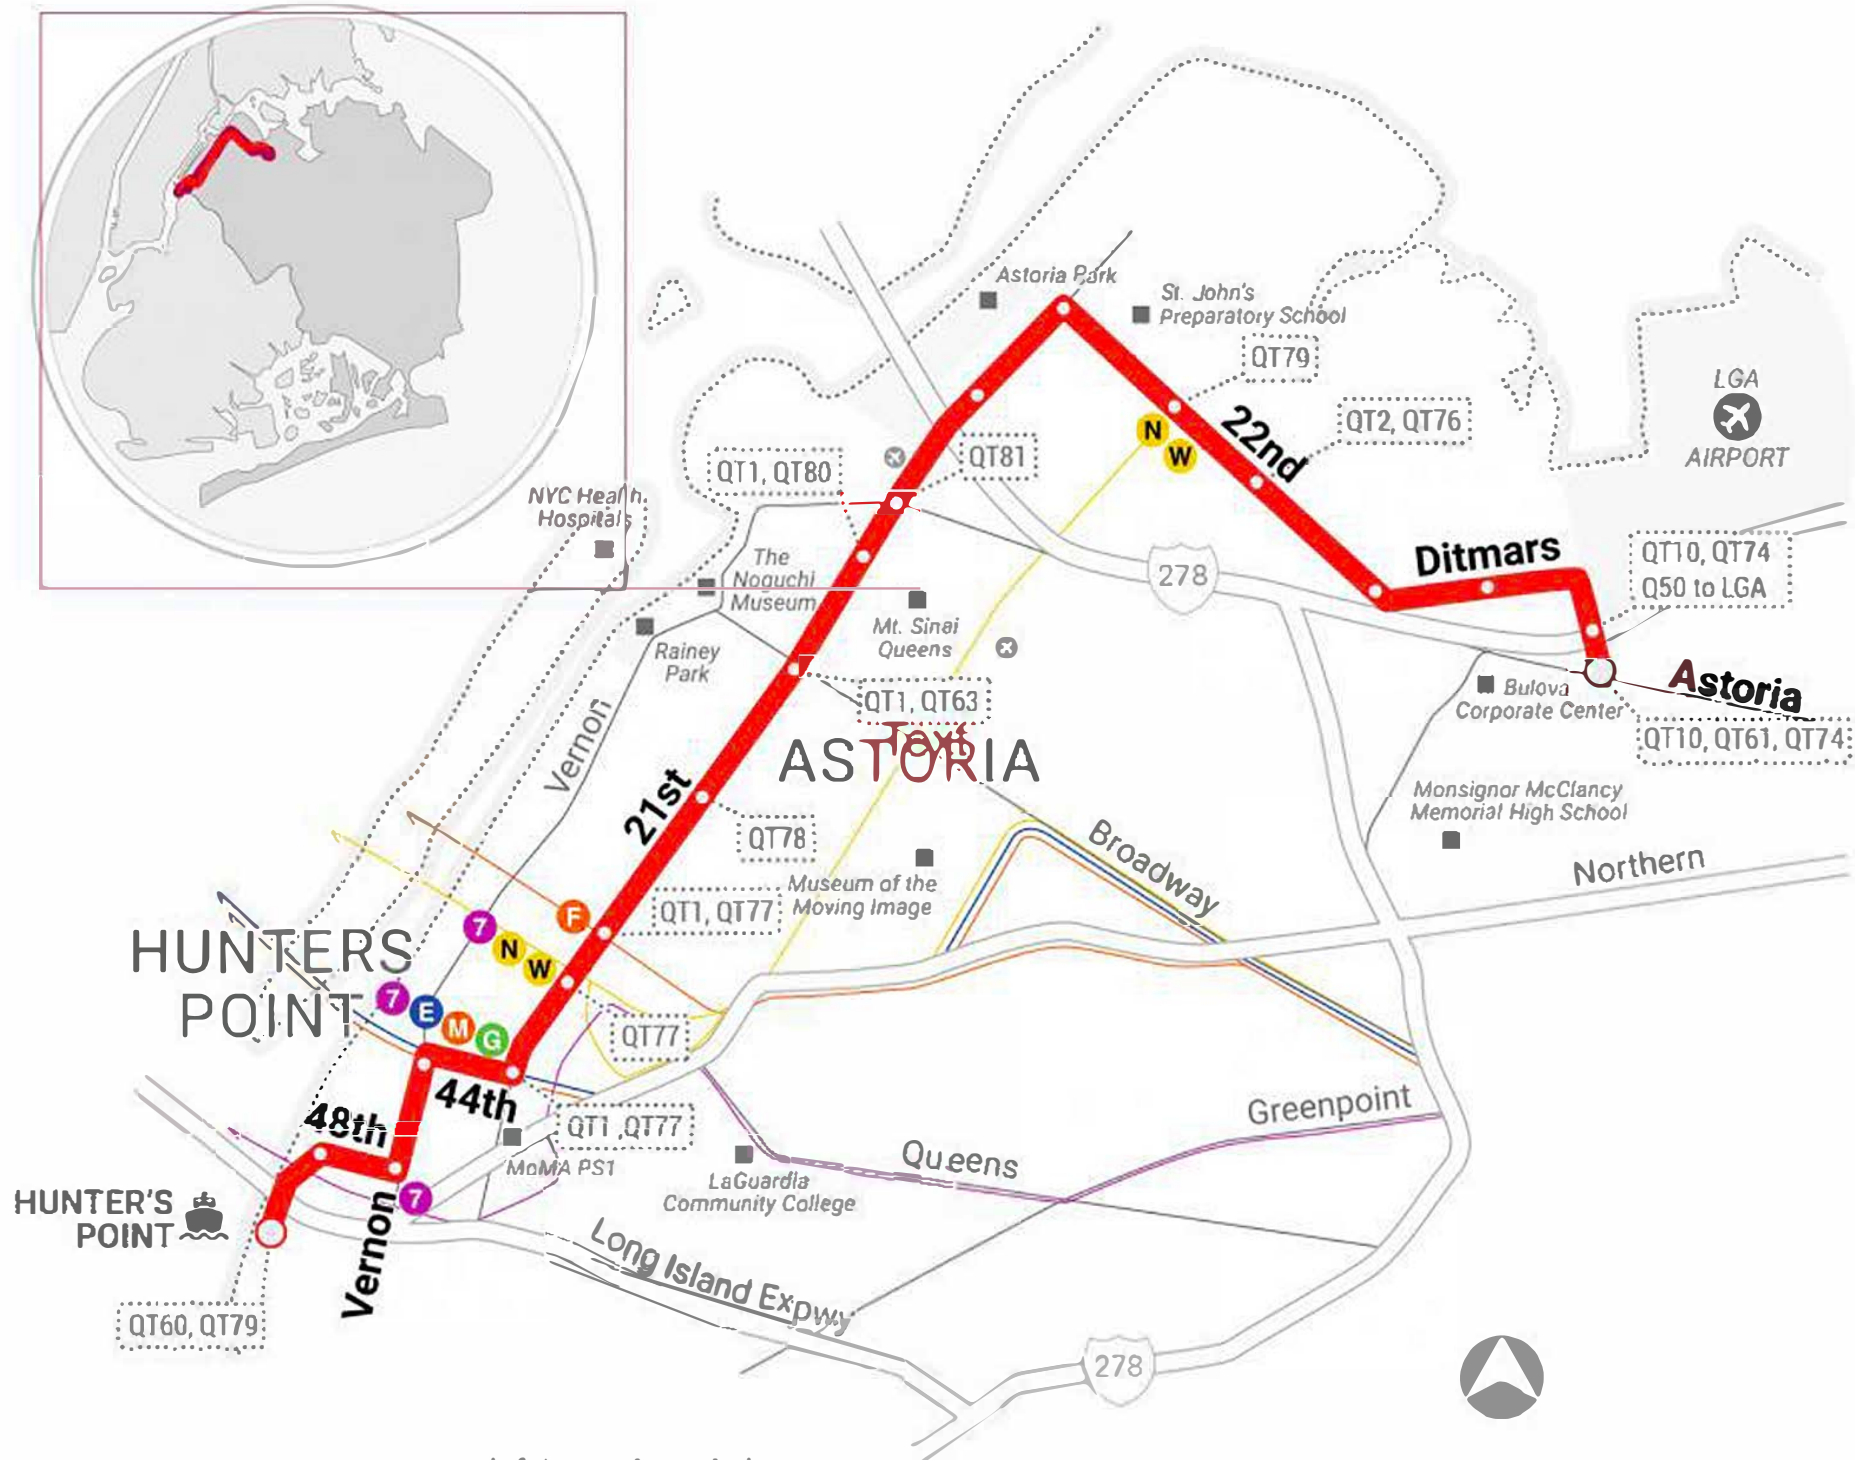 Astoria Park
St. John's
Preparatory School
QT79
QT2, QT76
LGA
AIRPORT
N
W
22nd
QT1, QT80
QT81
NYC Health
Hospitals
The
Noguchi
Museum
278
Ditmars
QT10, QT74
Q50 to LGA
Mt. Sinai
Queens
Rainey
Park
QT1, QT63
Bulova
Corporate Center
Astoria
QT10, QT61, QT74
Text
ASTORIA
Vernon
21st
QT78
Monsignor McClancy
Memorial High School
Broadway
Northern
Museum of the
Moving Image
QT1, QT77
F
7
N
W
HUNTERS
POINT
7
E
M
G
QT77
44th
48th
QT1 ,QT77
MoMA PS1
Greenpoint
Queens
LaGuardia
Community College
7
HUNTER'S
POINT
Vernon
Long Island Expwy
QT60, QT79
278